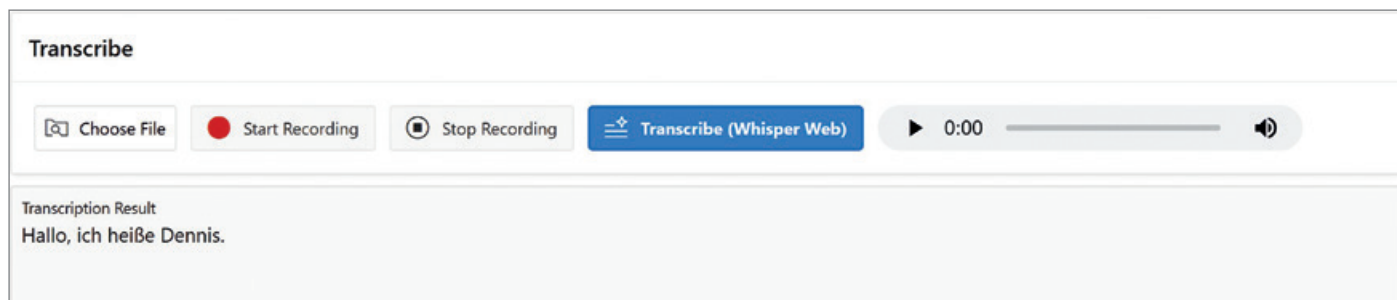 Transcribe
Choose File Start Recording Stop Recording Transcribe (Whisper Web) 0:00
Transcription Result
Hallo, ich heiße Dennis.